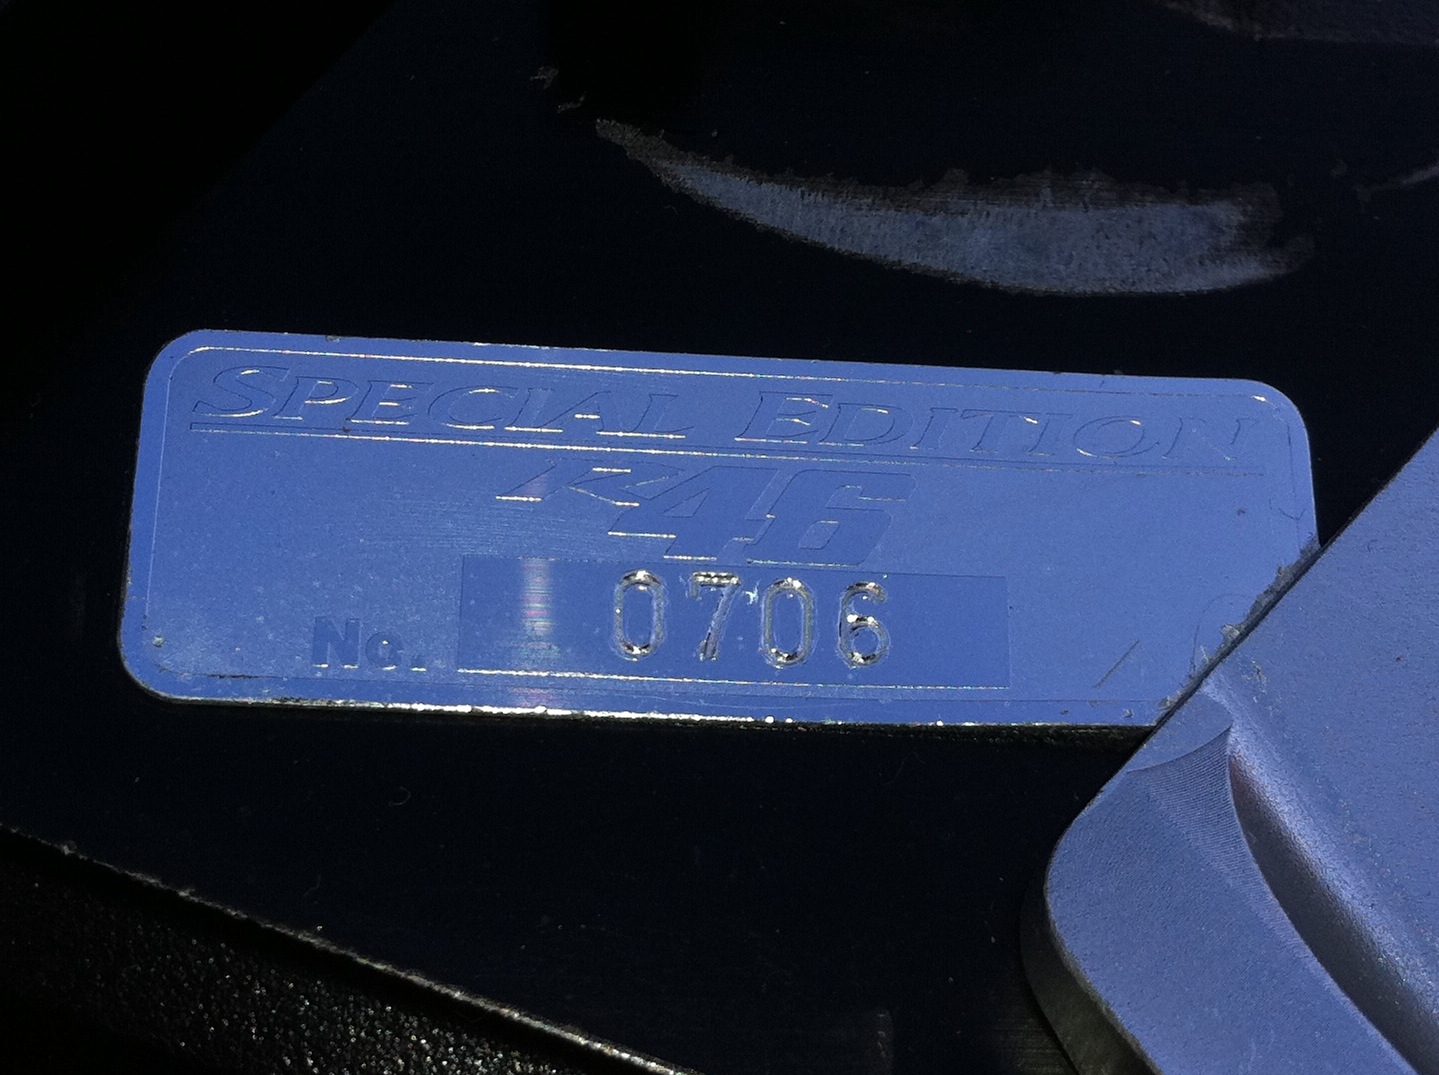 SPECIAL EDITION
R46
No. 0706